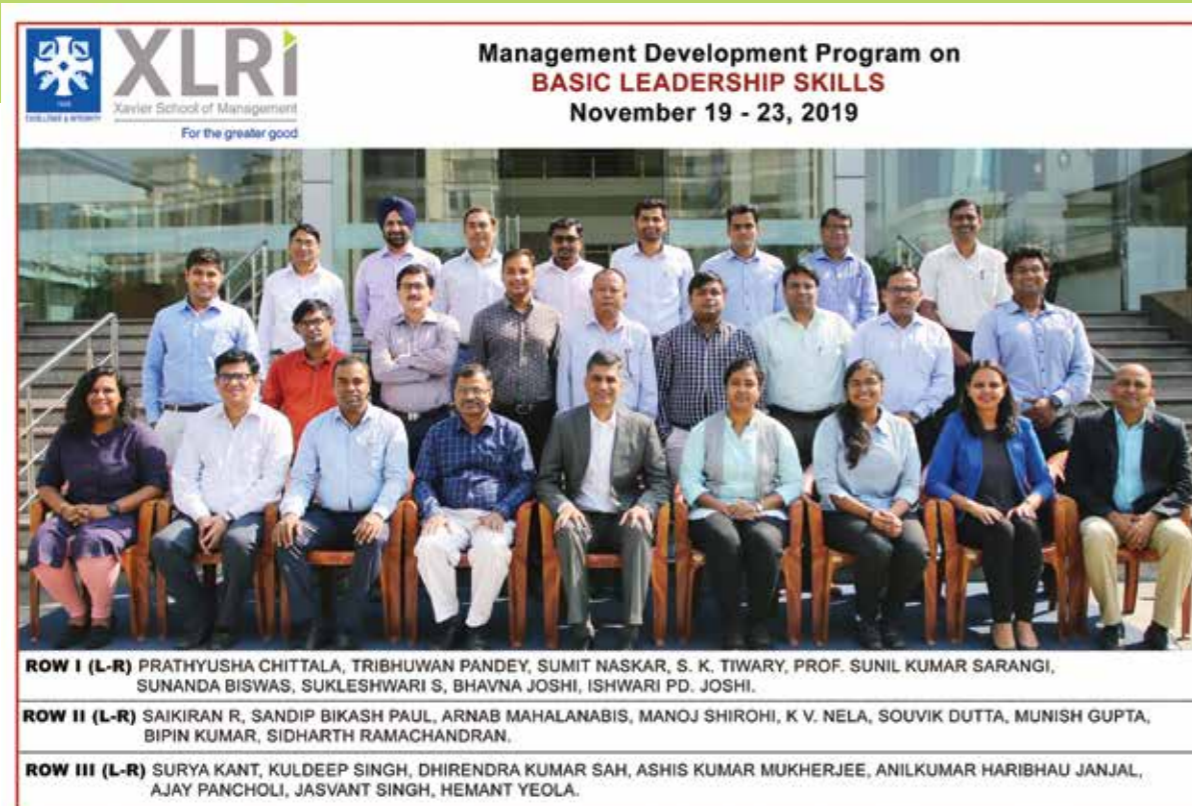 XLRi
Xavier School of Management
For the greater good
1949
EXCELLENCE & INTEGRITY
Management Development Program on
BASIC LEADERSHIP SKILLS
November 19 - 23, 2019
ROW I (L-R) PRATHYUSHA CHITTALA, TRIBHUWAN PANDEY, SUMIT NASKAR, S. K. TIWARY, PROF. SUNIL KUMAR SARANGI,
SUNANDA BISWAS, SUKLESHWARI S, BHAVNA JOSHI, ISHWARI PD. JOSHI.
ROW II (L-R) SAIKIRAN R, SANDIP BIKASH PAUL, ARNAB MAHALANABIS, MANOJ SHIROHI, K V. NELA, SOUVIK DUTTA, MUNISH GUPTA,
BIPIN KUMAR, SIDHARTH RAMACHANDRAN.
ROW III (L-R) SURYA KANT, KULDEEP SINGH, DHIRENDRA KUMAR SAH, ASHIS KUMAR MUKHERJEE, ANILKUMAR HARIBHAU JANJAL,
AJAY PANCHOLI, JASVANT SINGH, HEMANT YEOLA.